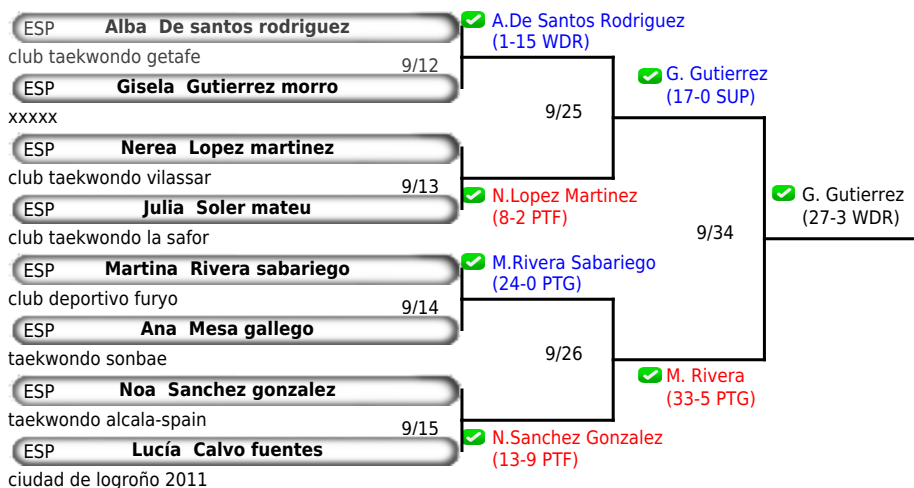 ESP Alba De santos rodriguez
club taekwondo getafe
9/12
ESP Gisela Gutierrez morro
xxxxx
ESP Nerea Lopez martinez
club taekwondo vilassar
9/13
ESP Julia Soler mateu
club taekwondo la safor
ESP Martina Rivera sabariego
club deportivo furyo
9/14
ESP Ana Mesa gallego
taekwondo sonbae
ESP Noa Sanchez gonzalez
taekwondo alcala-spain
9/15
ESP Lucía Calvo fuentes
ciudad de logroño 2011
A.De Santos Rodriguez
(1-15 WDR)
9/25
N.Lopez Martinez
(8-2 PTF)
M.Rivera Sabariego
(24-0 PTG)
9/26
N.Sanchez Gonzalez
(13-9 PTF)
G. Gutierrez
(17-0 SUP)
9/34
M. Rivera
(33-5 PTG)
G. Gutierrez
(27-3 WDR)